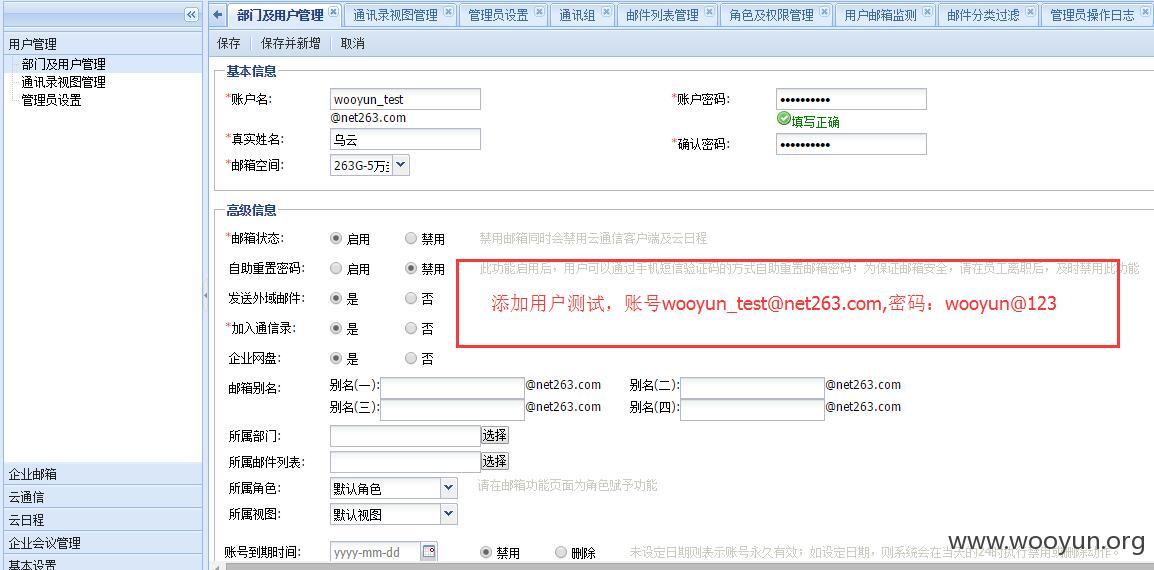 部门及用户管理 通讯录视图管理 管理员设置 通讯组 邮件列表管理 角色及权限管理 用户邮箱监测 邮件分类过滤 管理员操作日志
用户管理
部门及用户管理
通讯录视图管理
管理员设置
企业邮箱
云通信
云日程
企业会议管理
基本设置
保存 保存并新增 取消
基本信息
*账户名: wooyun_test
@net263.com
*账户密码: ••••••••••
填写正确
*真实姓名: 乌云
*确认密码: ••••••••••
*邮箱空间: 263G-5万
高级信息
*邮箱状态: 启用 禁用 禁用邮箱同时会禁用云通信客户端及云日程
自助重置密码: 启用 禁用 此功能启用后，用户可以通过手机短信验证码的方式自助重置邮箱密码；为保证邮箱安全，请在员工离职后，及时禁用此功能
发送外域邮件: 是 否
添加用户测试，账号wooyun_test@net263.com,密码：wooyun@123
*加入通信录: 是 否
企业网盘: 是 否
邮箱别名: 别名(一): @net263.com 别名(二): @net263.com
别名(三): @net263.com 别名(四): @net263.com
所属部门: 选择
所属邮件列表: 选择
所属角色: 默认角色 请在邮箱功能页面为角色赋予功能
所属视图: 默认视图
账号到期时间: yyyy-mm-dd 禁用 删除 未设定日期则表示账号永久有效；如设定日期，则系统会在当天的24时执行禁用或删除动作。
www.wooyun.org